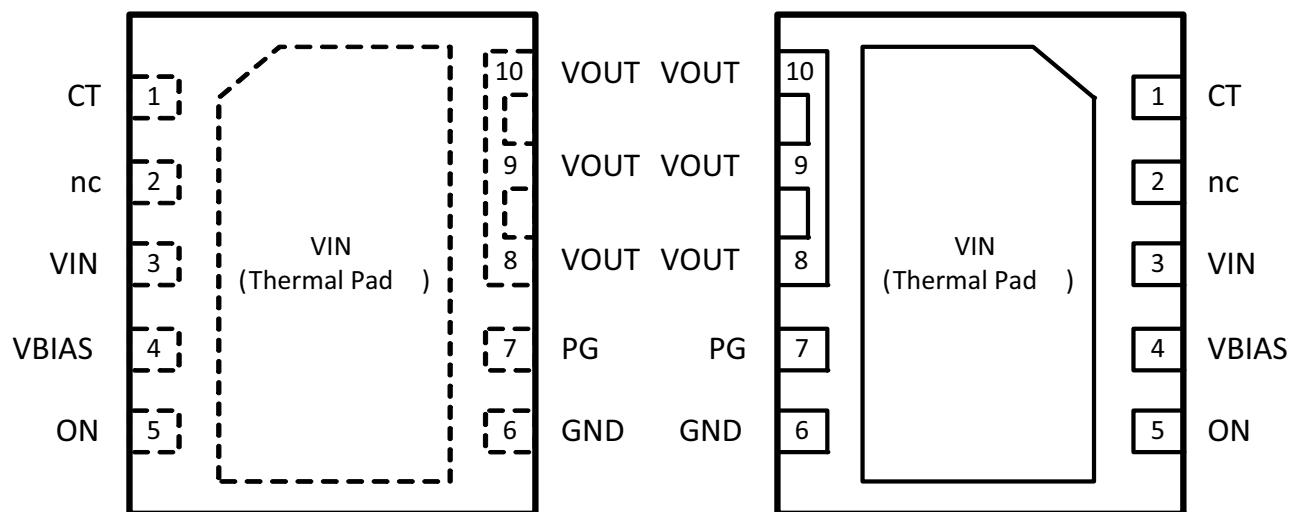 10 VOUT VOUT 10
CT 1 1 CT
9 VOUT VOUT 9
nc 2 2 nc
VIN VIN
(Thermal Pad ) (Thermal Pad )
VIN 3 8 VOUT VOUT 8 3 VIN
VBIAS 4 7 PG PG 7 4 VBIAS
ON 5 6 GND GND 6 5 ON